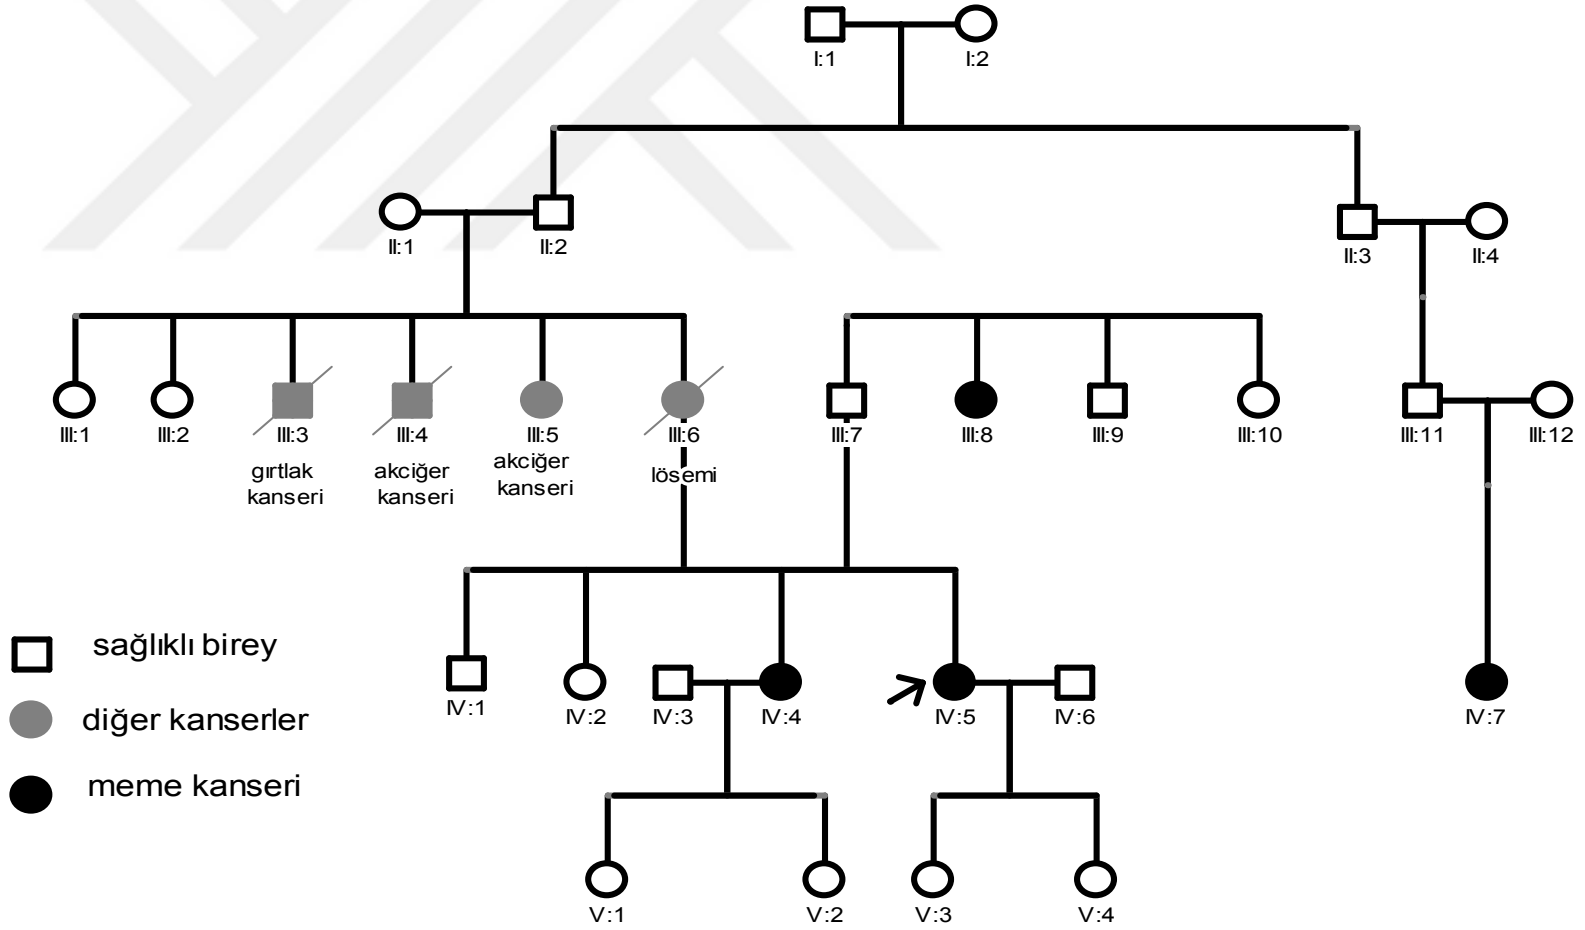 I:1 I:2
II:1 II:2 II:3 II:4
III:1 III:2 III:3 III:4 III:5 III:6 III:7 III:8 III:9 III:10 III:11 III:12
gırtlak
kanseri
akciğer
kanseri
akciğer
kanseri
lösemi
IV:1 IV:2 IV:3 IV:4 IV:5 IV:6 IV:7
sağlıklı birey
diğer kanserler
meme kanseri
V:1 V:2 V:3 V:4